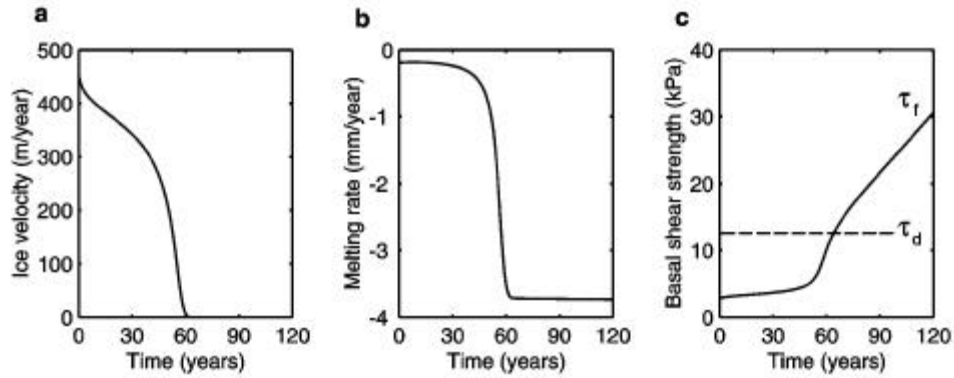 a
Ice velocity (m/year)
500
400
300
200
100
0
0 30 60 90 120
Time (years)
b
Melting rate (mm/year)
0
-1
-2
-3
-4
0 30 60 90 120
Time (years)
c
Basal shear strength (kPa)
40
30
20
10
0
τf
τd
0 30 60 90 120
Time (years)